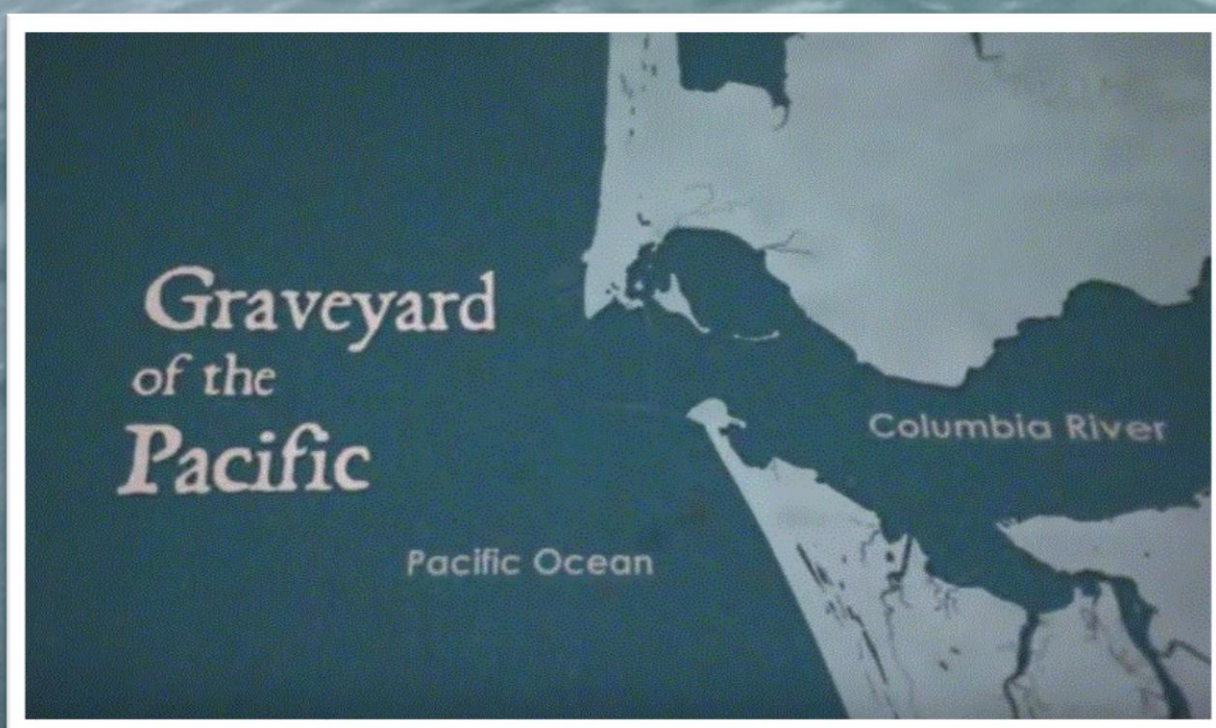 Graveyard
of the
Pacific
Columbia River
Pacific Ocean